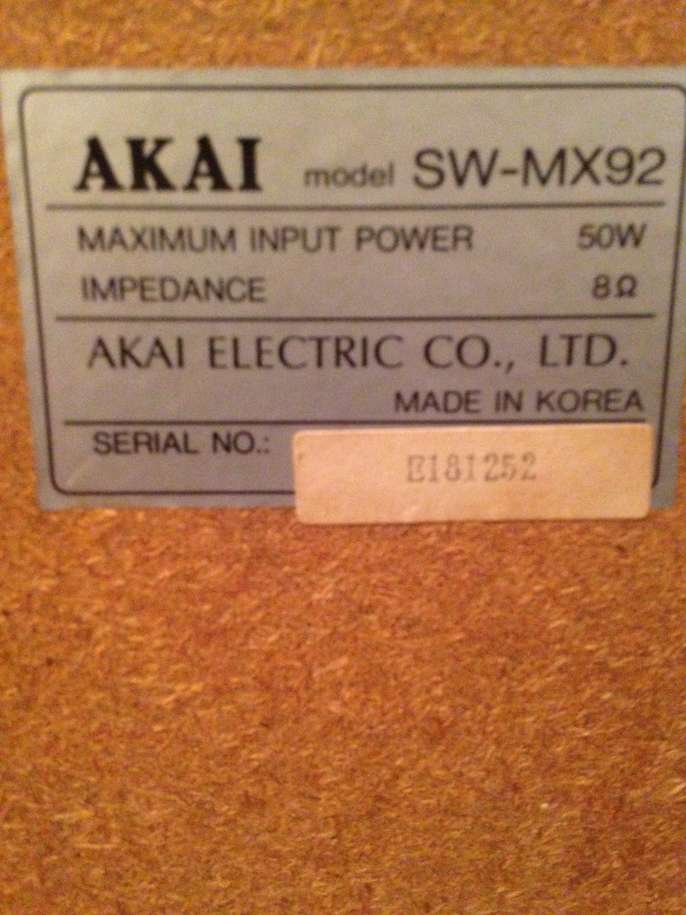 AKAI model SW-MX92
MAXIMUM INPUT POWER 50W
IMPEDANCE 8Ω
AKAI ELECTRIC CO., LTD.
MADE IN KOREA
SERIAL NO.: E181252